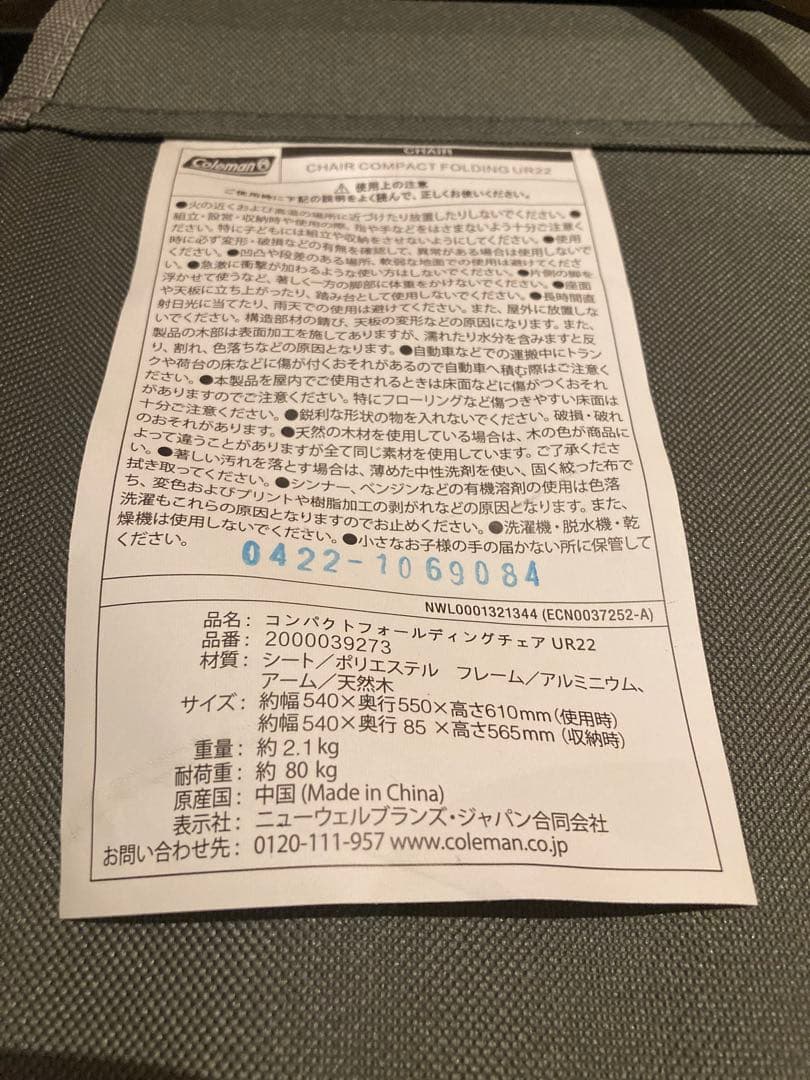 Coleman
CHAIR
CHAIR COMPACT FOLDING UR22
⚠ 使用上の注意
ご使用時に下記の説明をよく読んで、正しくお使いください。
●火の近くおよび高温の場所に近づけたり放置したりしないでください。●
組立・設営・収納時や使用の際、指や手などをはさまないよう十分ご注意く
ださい。特に子どもには組立や収納をさせないようにしてください。●使用
時に必ず変形・破損などの有無を確認して、異常がある場合は使用しないで
ください。●凹凸や段差のある場所、軟弱な地面での使用は避けてくださ
い。●急激に衝撃が加わるような使い方はしないでください。●片側の脚を
浮かせて使うなど、著しく一方の脚部に体重をかけないでください。●座面
や天板に立ち上がったり、踏み台として使用しないでください。●長時間直
射日光に当てたり、雨天での使用は避けてください。また、屋外に放置しな
いでください。構造部材の錆び、天板の変形などの原因になります。また、
製品の木部は表面加工を施してありますが、濡れたり水分を含みますと反
り、割れ、色落ちなどの原因となります。●自動車などでの運搬中にトラン
クや荷台の床などに傷が付くおそれがあるので自動車へ積む際はご注意く
ださい。●本製品を屋内でご使用されるときは床面などに傷がつくおそれ
がありますのでご注意ください。特にフローリングなど傷つきやすい床面は
十分ご注意ください。●鋭利な形状の物を入れないでください。破損・破れ
のおそれがあります。●天然の木材を使用している場合は、木の色が商品に
よって違うことがありますが全て同じ素材を使用しています。ご了承くださ
い。●著しい汚れを落とす場合は、薄めた中性洗剤を使い、固く絞った布で
拭き取ってください。●シンナー、ベンジンなどの有機溶剤の使用は色落
ち、変色およびプリントや樹脂加工の剥がれなどの原因となります。また、
洗濯もこれらの原因となりますのでお止めください。●洗濯機・脱水機・乾
燥機は使用しないでください。●小さなお子様の手の届かない所に保管して
ください。
0422-1069084
NWL0001321344 (ECN0037252-A)
品名：コンパクトフォールディングチェア UR22
品番：2000039273
材質：シート／ポリエステル フレーム／アルミニウム、
アーム／天然木
サイズ：約幅540×奥行550×高さ610mm（使用時）
約幅540×奥行 85 ×高さ565mm（収納時）
重量：約 2.1kg
耐荷重：約 80 kg
原産国：中国 (Made in China)
表示社：ニューウェルブランズ・ジャパン合同会社
お問い合わせ先：0120-111-957 www.coleman.co.jp